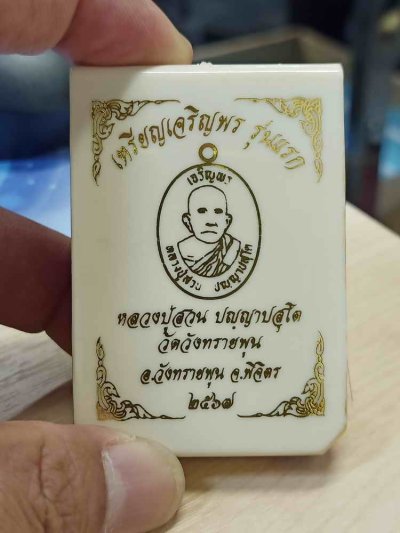 เหรียญเจริญพร รุ่นแรก
เจริญพร
หลวงปู่สวน ปญฺญาปสุโต
หลวงปู่สวน ปญฺญาปสุโต
วัดวังทรายพูน
อ.วังทรายพูน จ.พิจิตร
๒๕๖๗